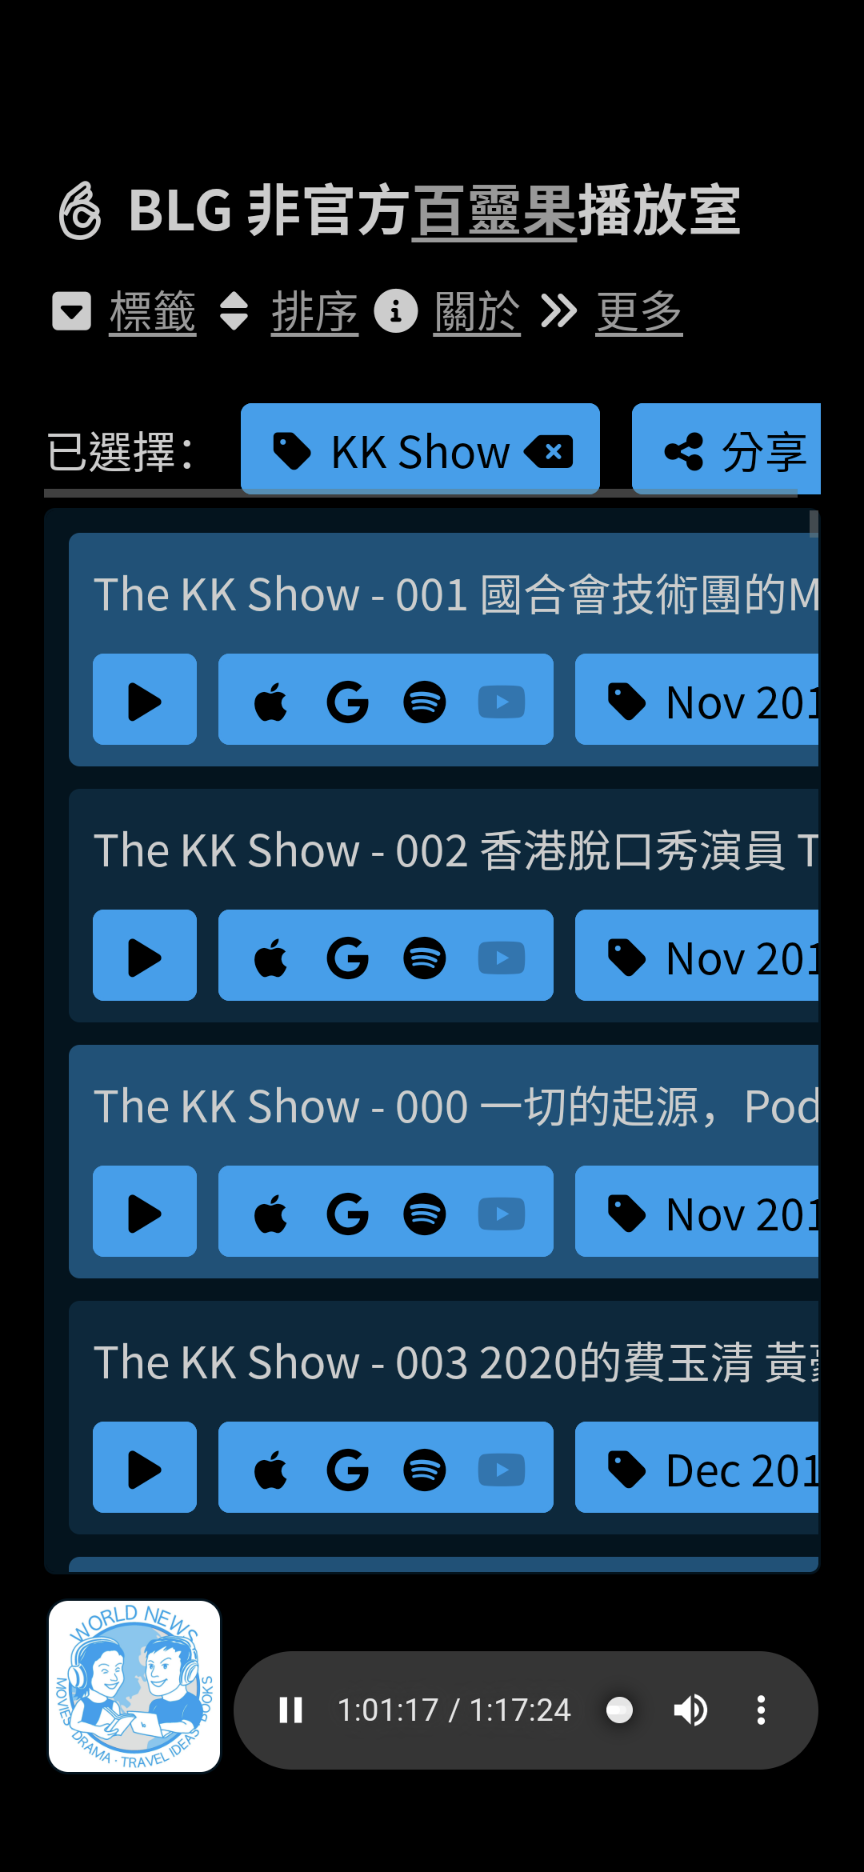 BLG 非官方百靈果播放室
標籤 排序 關於 更多
已選擇： KK Show 分享
The KK Show - 001 國合會技術團的M
Nov 201
The KK Show - 002 香港脫口秀演員 T
Nov 201
The KK Show - 000 一切的起源，Pod
Nov 201
The KK Show - 003 2020的費玉清 黃
Dec 201
WORLD NEWS
MOVIES · DRAMA · TRAVEL IDEAS · BOOKS
1:01:17 / 1:17:24